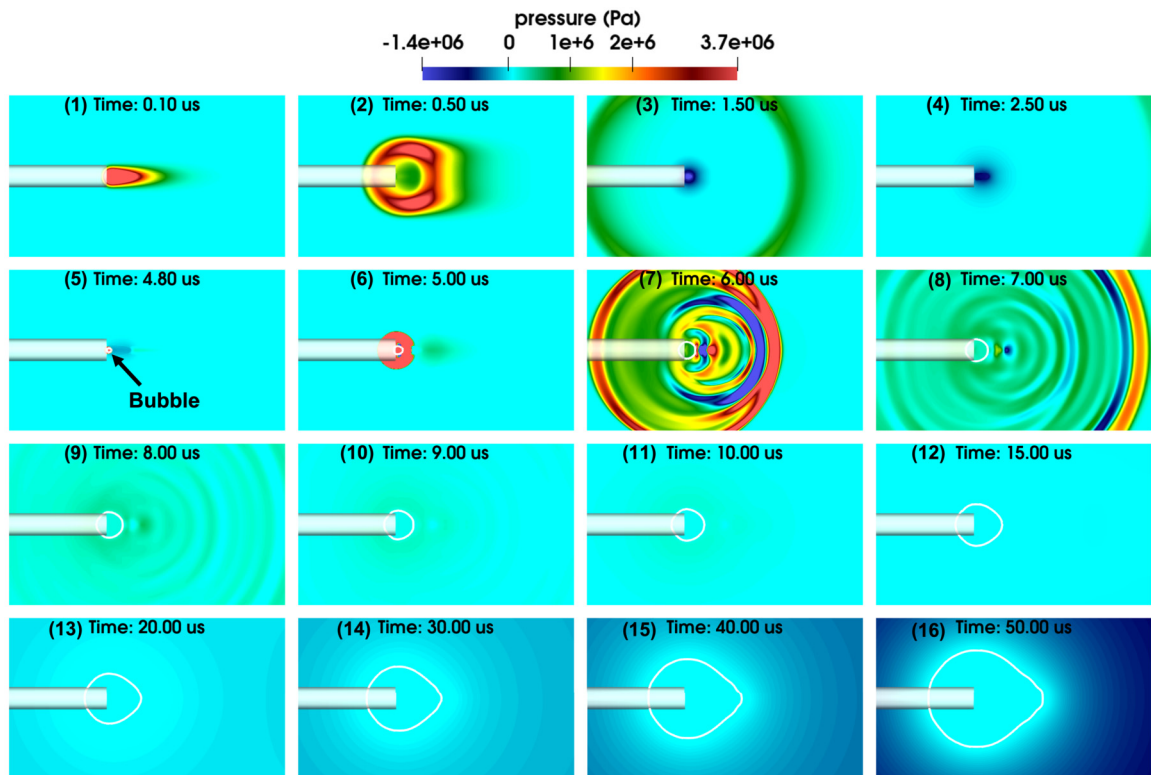 pressure (Pa)
-1.4e+06 0 1e+6 2e+6 3.7e+06
(1) Time: 0.10 us
(2) Time: 0.50 us
(3) Time: 1.50 us
(4) Time: 2.50 us
(5) Time: 4.80 us
Bubble
(6) Time: 5.00 us
(7) Time: 6.00 us
(8) Time: 7.00 us
(9) Time: 8.00 us
(10) Time: 9.00 us
(11) Time: 10.00 us
(12) Time: 15.00 us
(13) Time: 20.00 us
(14) Time: 30.00 us
(15) Time: 40.00 us
(16) Time: 50.00 us